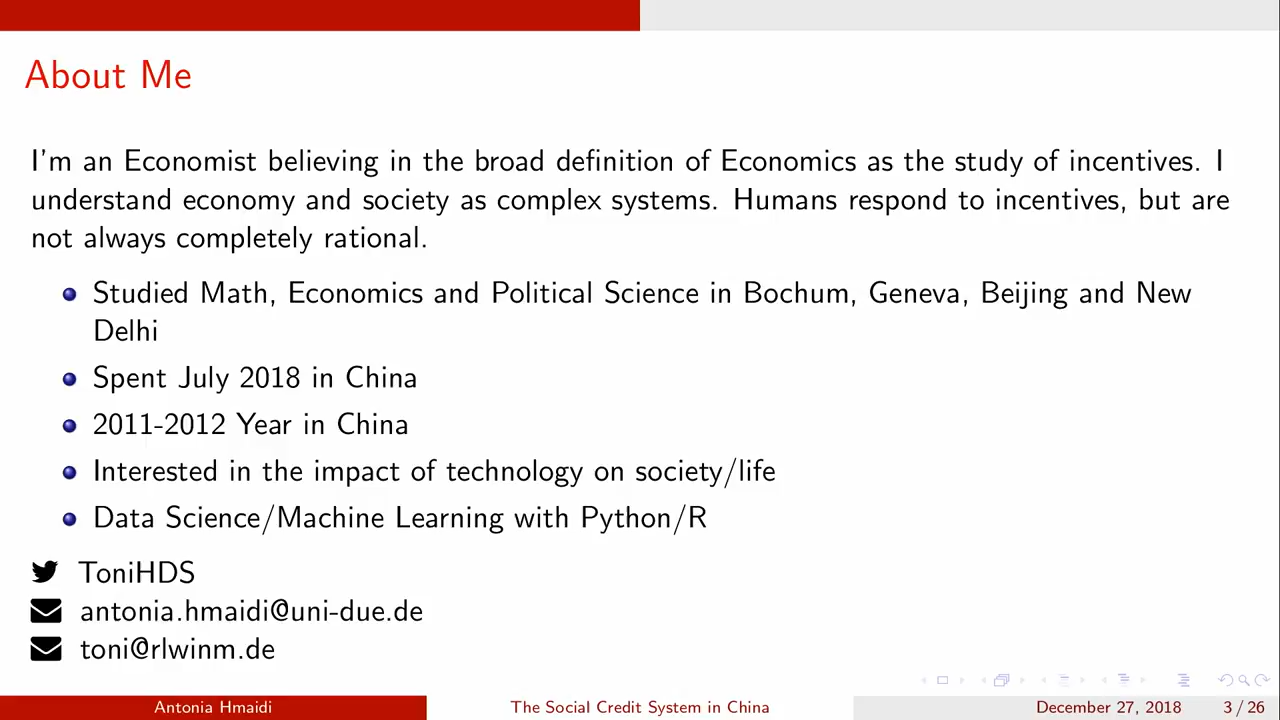 About Me
I'm an Economist believing in the broad definition of Economics as the study of incentives. I
understand economy and society as complex systems. Humans respond to incentives, but are
not always completely rational.
Studied Math, Economics and Political Science in Bochum, Geneva, Beijing and New
Delhi
Spent July 2018 in China
2011-2012 Year in China
Interested in the impact of technology on society/life
Data Science/Machine Learning with Python/R
ToniHDS
antonia.hmaidi@uni-due.de
toni@rlwinm.de
Antonia Hmaidi The Social Credit System in China December 27, 2018 3 / 26